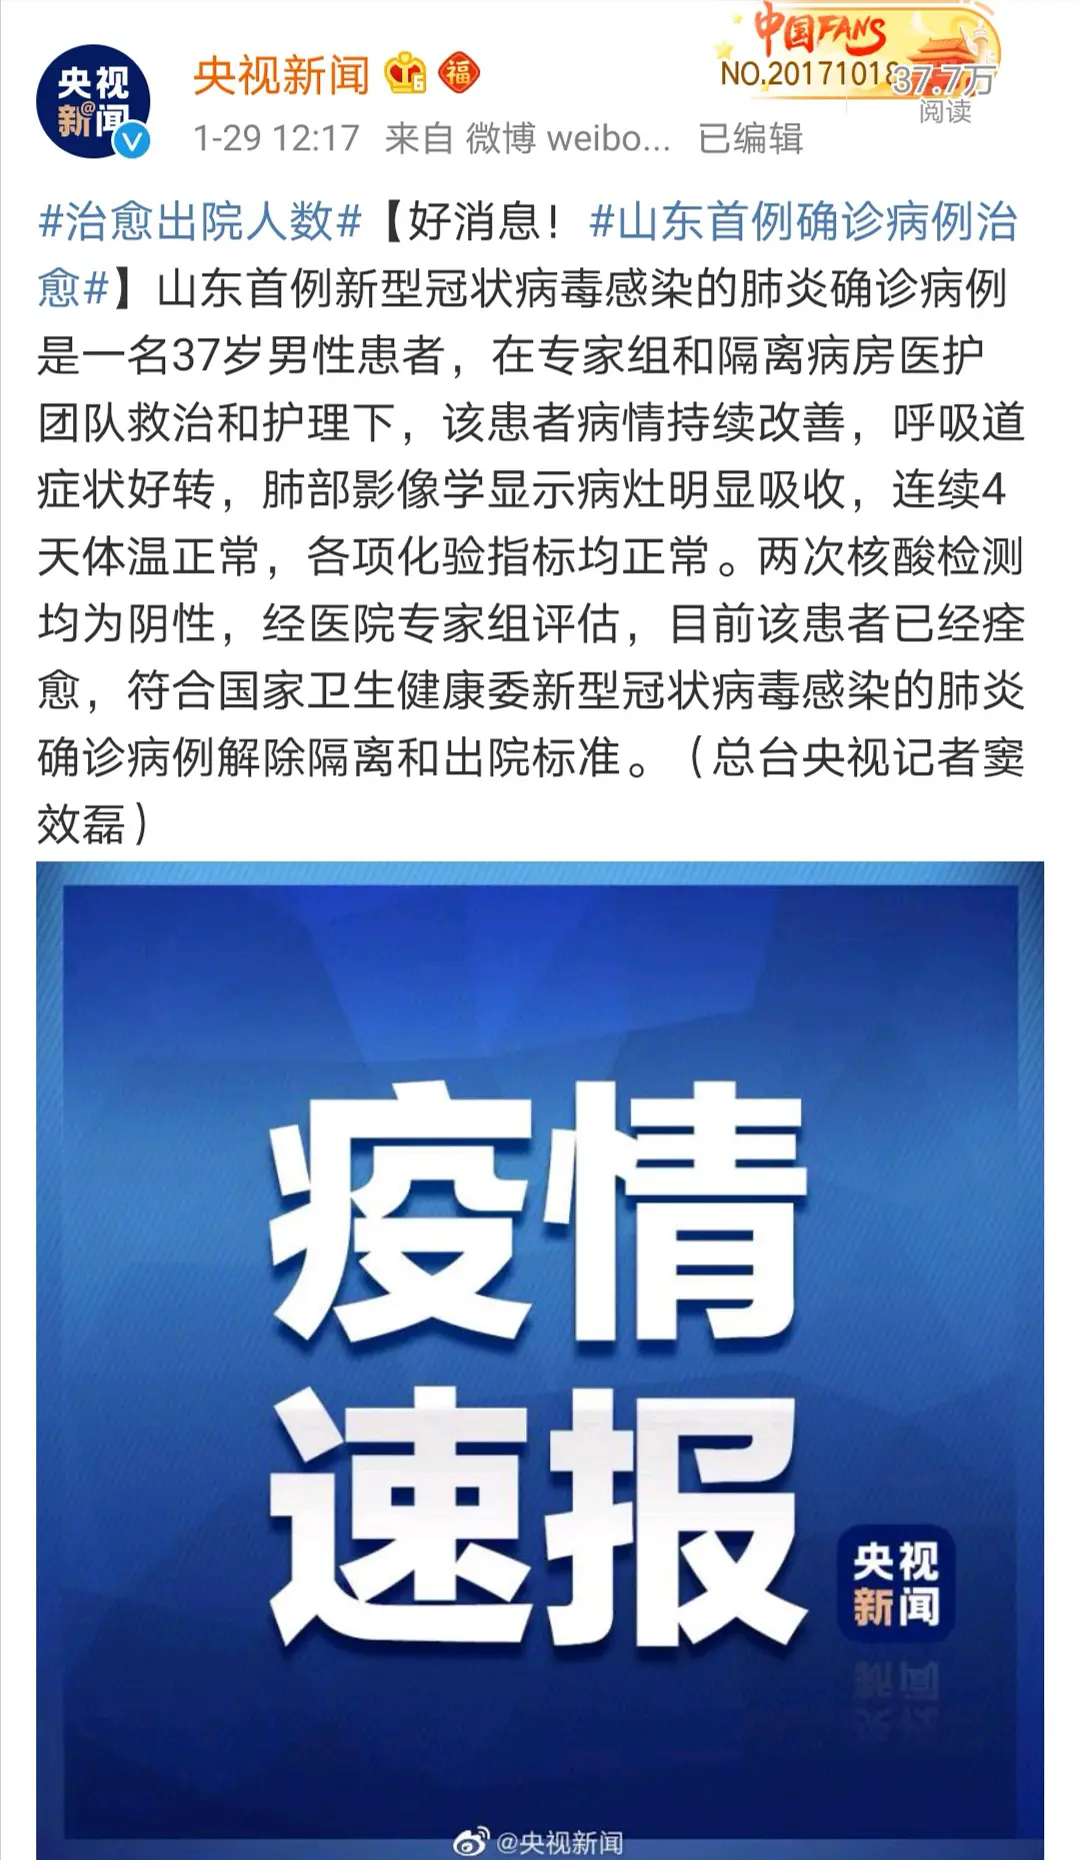 中国FANS
央视新闻
NO.20171018
37.7万
阅读
央视
新闻
1-29 12:17 来自 微博 weibo... 已编辑
#治愈出院人数#【好消息！#山东首例确诊病例治
愈#】山东首例新型冠状病毒感染的肺炎确诊病例
是一名37岁男性患者，在专家组和隔离病房医护
团队救治和护理下，该患者病情持续改善，呼吸道
症状好转，肺部影像学显示病灶明显吸收，连续4
天体温正常，各项化验指标均正常。两次核酸检测
均为阴性，经医院专家组评估，目前该患者已经痊
愈，符合国家卫生健康委新型冠状病毒感染的肺炎
确诊病例解除隔离和出院标准。（总台央视记者窦
效磊）
疫情
速报
央视
新闻
@央视新闻